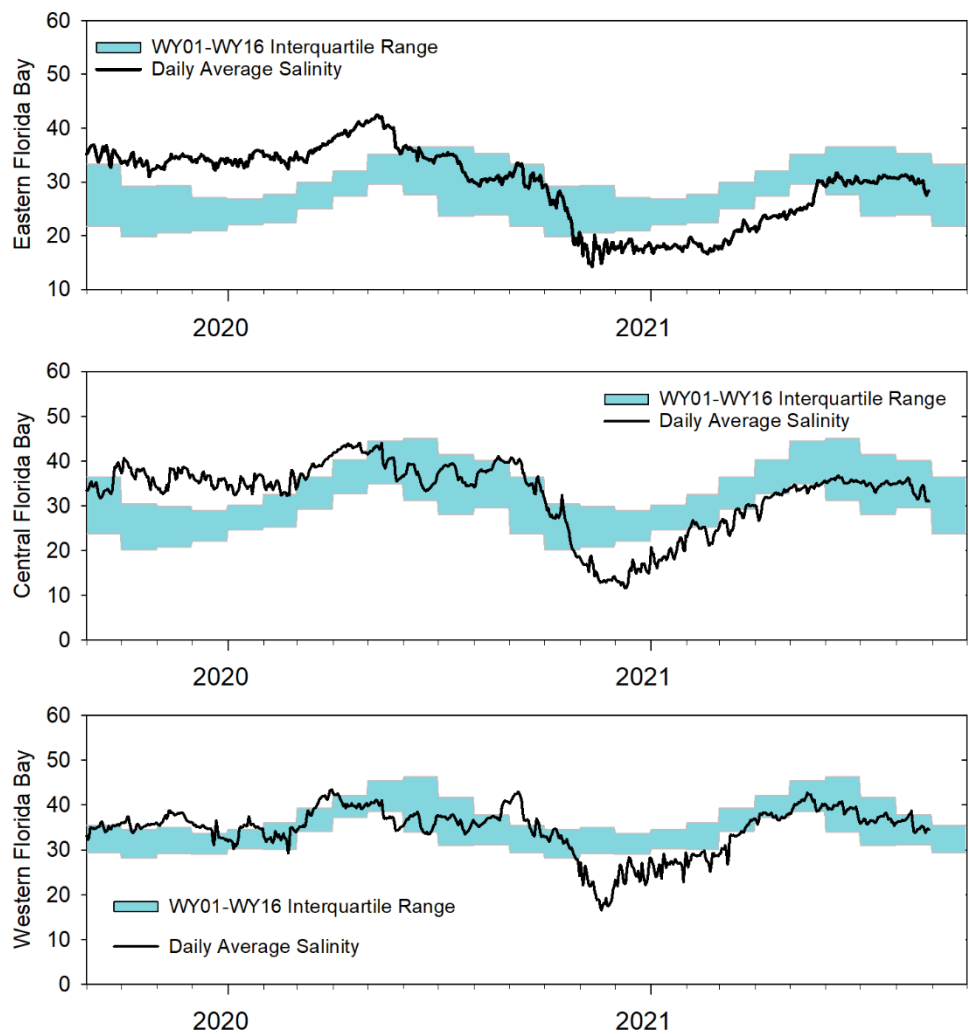 60
50
40
30
20
10
Eastern Florida Bay
WY01-WY16 Interquartile Range
Daily Average Salinity
2020
2021
60
50
40
30
20
10
0
Central Florida Bay
WY01-WY16 Interquartile Range
Daily Average Salinity
2020
2021
60
50
40
30
20
10
0
Western Florida Bay
WY01-WY16 Interquartile Range
Daily Average Salinity
2020
2021